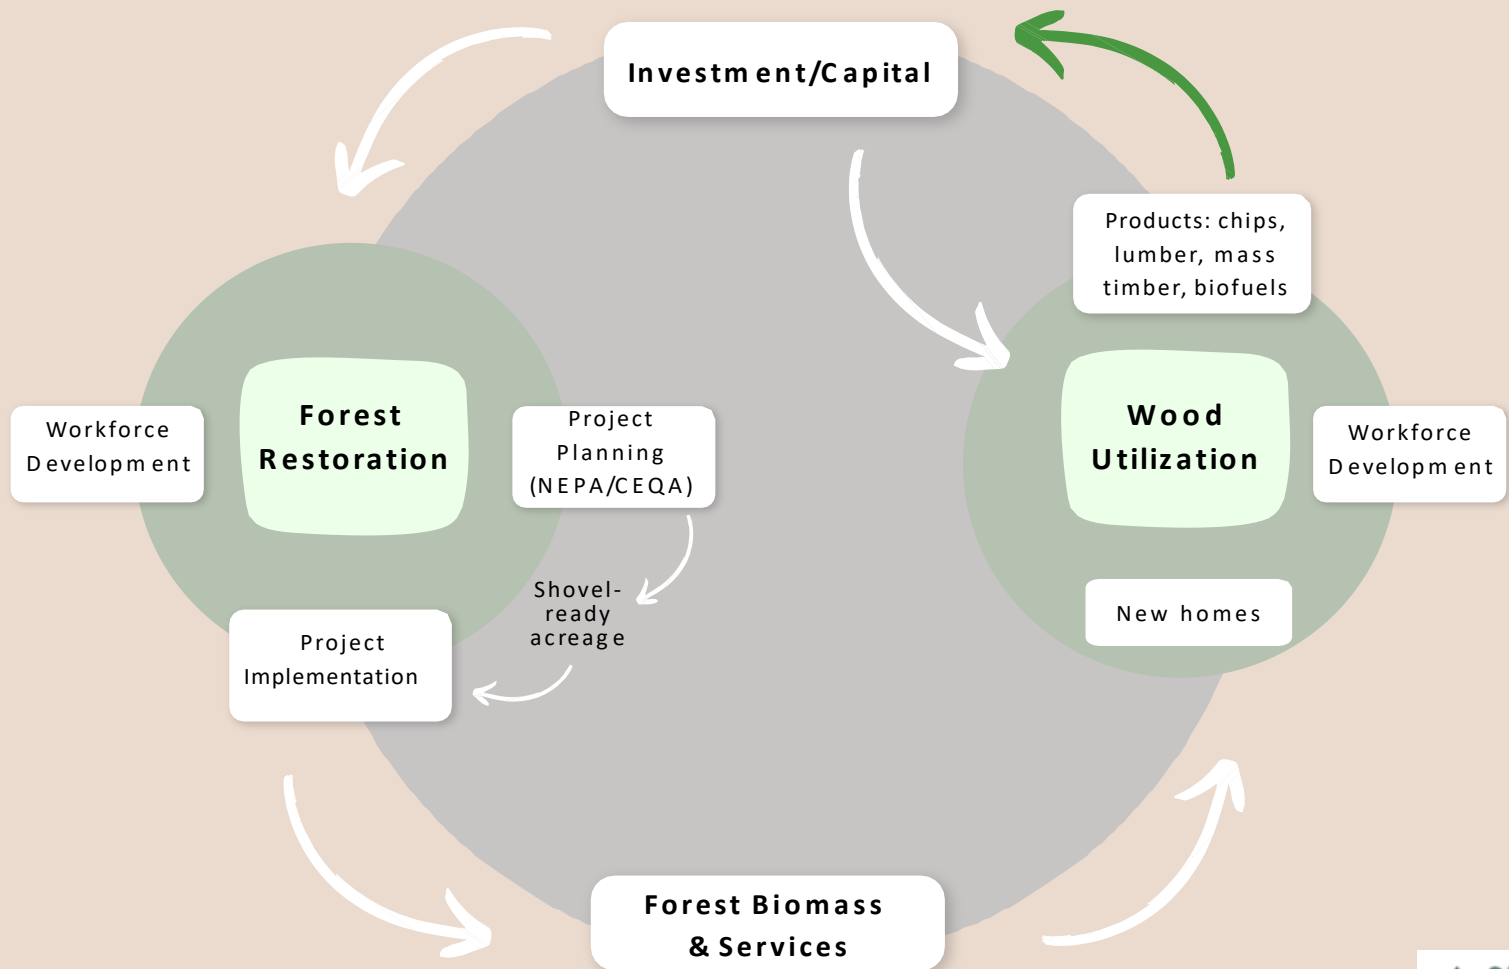 Investment/Capital
Products: chips,
lumber, mass
timber, biofuels
Forest
Restoration
Workforce
Development
Project
Planning
(NEPA/CEQA)
Wood
Utilization
Workforce
Development
Shovel-
ready
acreage
New homes
Project
Implementation
Forest Biomass
& Services